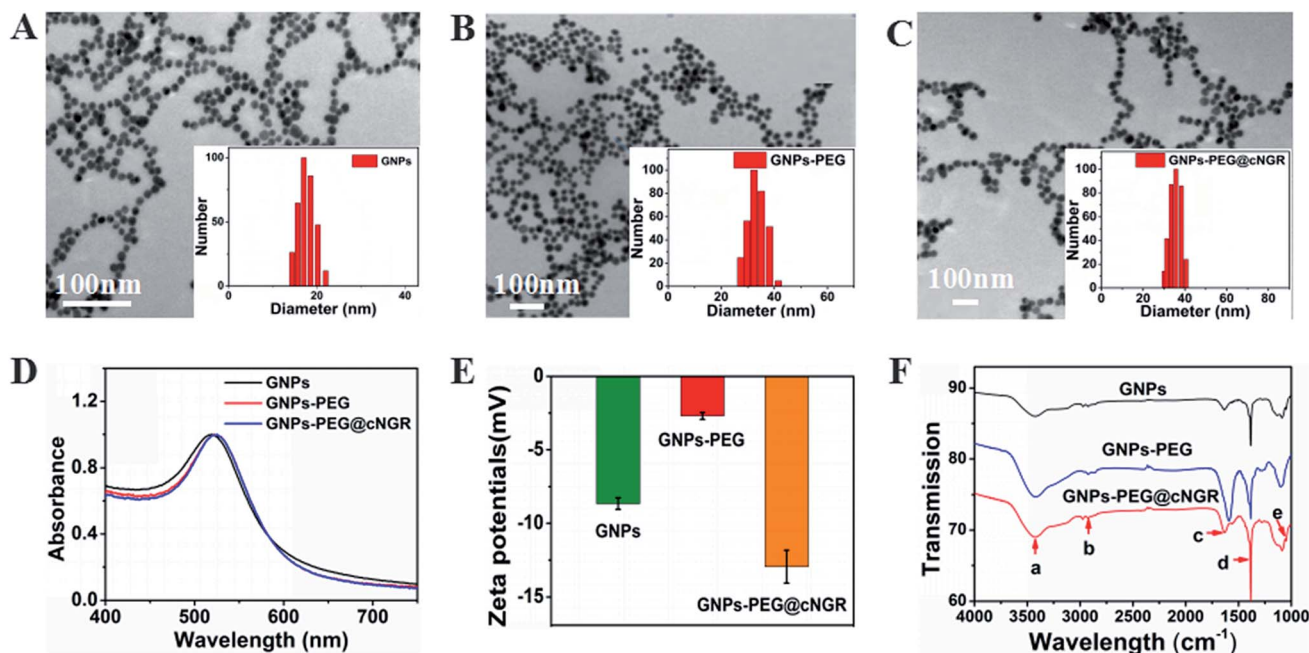 A
GNPs
100
75
50
25
0
Number
0
20
40
Diameter (nm)
100nm
B
GNPs-PEG
100
80
60
40
20
0
Number
0
20
40
60
Diameter (nm)
100nm
C
GNPs-PEG@cNGR
100
80
60
40
20
0
Number
0
20
40
60
80
Diameter (nm)
100nm
D
GNPs
GNPs-PEG
GNPs-PEG@cNGR
1.2
0.8
0.4
0.0
Absorbance
400
500
600
700
Wavelength (nm)
E
0
-5
-10
-15
Zeta potentials(mV)
GNPs
GNPs-PEG
GNPs-PEG@cNGR
F
90
80
70
60
Transmission
GNPs
GNPs-PEG
GNPs-PEG@cNGR
a
b
c
d
e
4000
3500
3000
2500
2000
1500
1000
Wavelength (cm⁻¹)